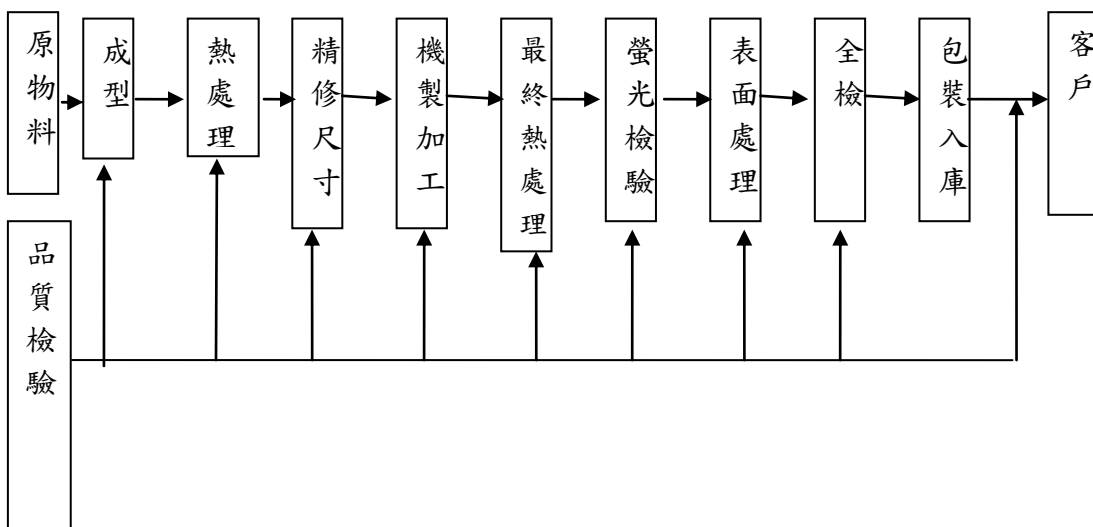 原物料
成型
熱處理
精修尺寸
機製加工
最終熱處理
螢光檢驗
表面處理
全檢
包裝入庫
客戶
品質檢驗